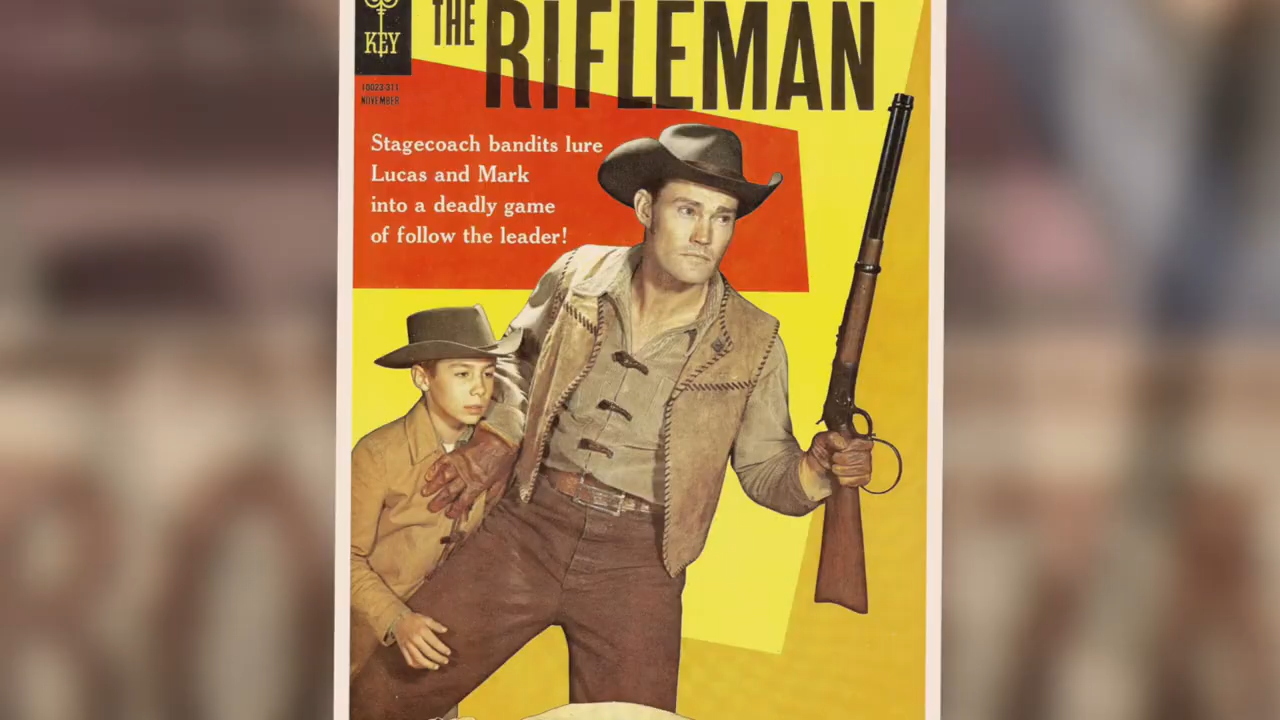 KEY
THE RIFLEMAN
10023-311
NOVEMBER
Stagecoach bandits lure
Lucas and Mark
into a deadly game
of follow the leader!